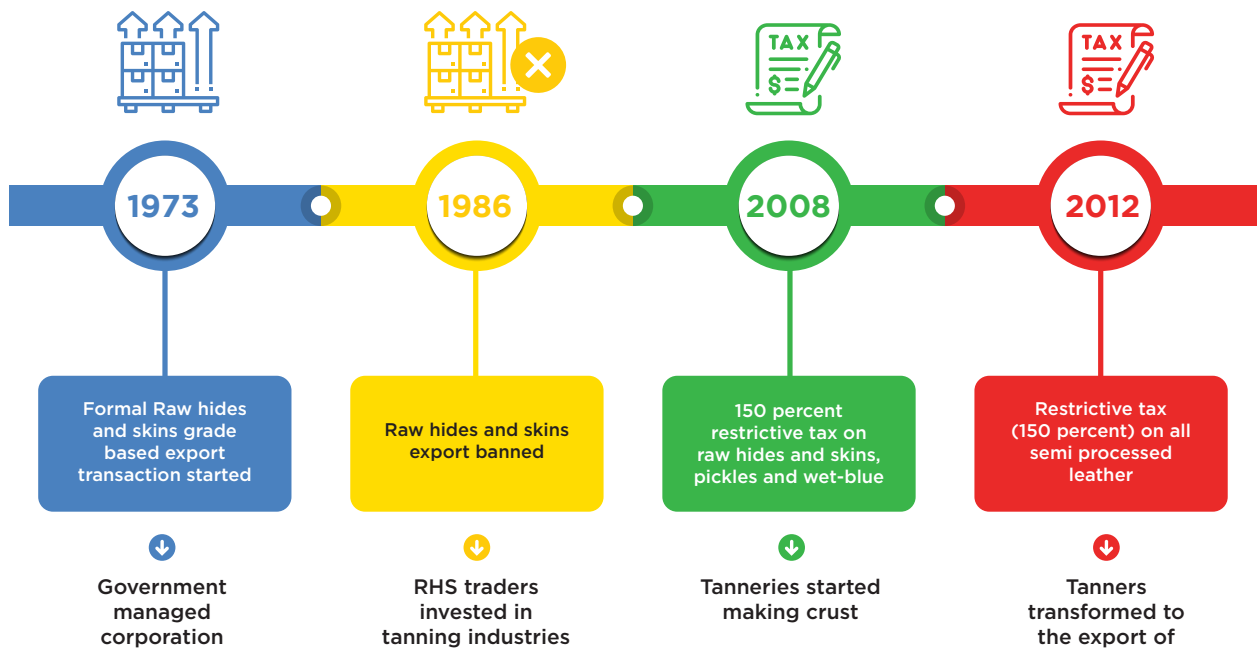 TAX
$
TAX
$
1973
1986
2008
2012
Formal Raw hides
and skins grade
based export
transaction started
Raw hides and skins
export banned
150 percent
restrictive tax on
raw hides and skins,
pickles and wet-blue
Restrictive tax
(150 percent) on all
semi processed
leather
Government
managed
corporation
RHS traders
invested in
tanning industries
Tanneries started
making crust
Tanners
transformed to
the export of